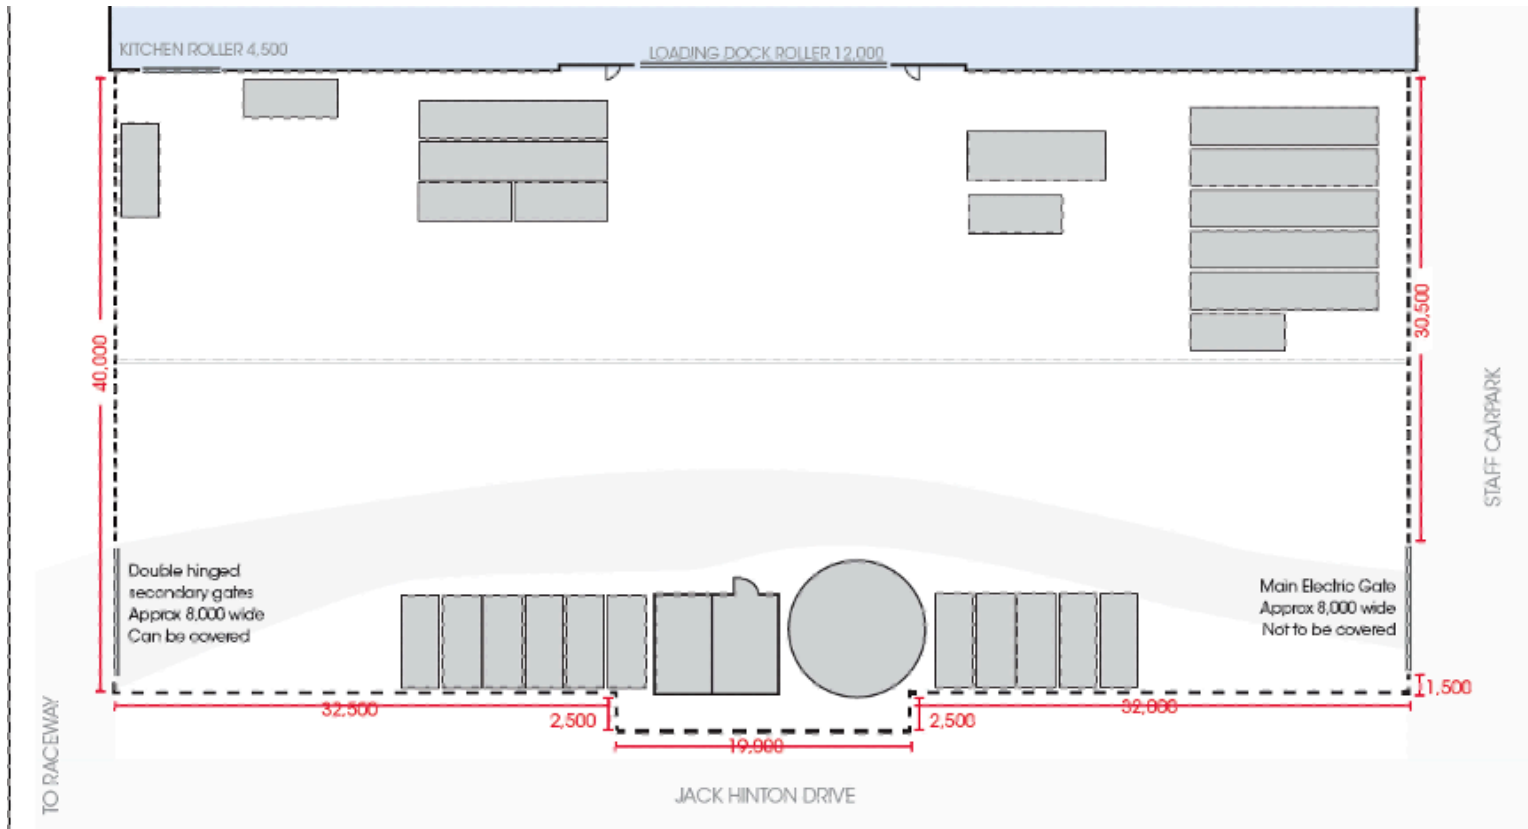 KITCHEN ROLLER 4,500
LOADING DOCK ROLLER 12,000
40,000
30,500
STAFF CARPARK
Double hinged
secondary gates
Approx 8,000 wide
Can be covered
Main Electric Gate
Approx 8,000 wide
Not to be covered
1,500
32,500
2,500
2,500
32,000
19,000
TO RACEWAY
JACK HINTON DRIVE